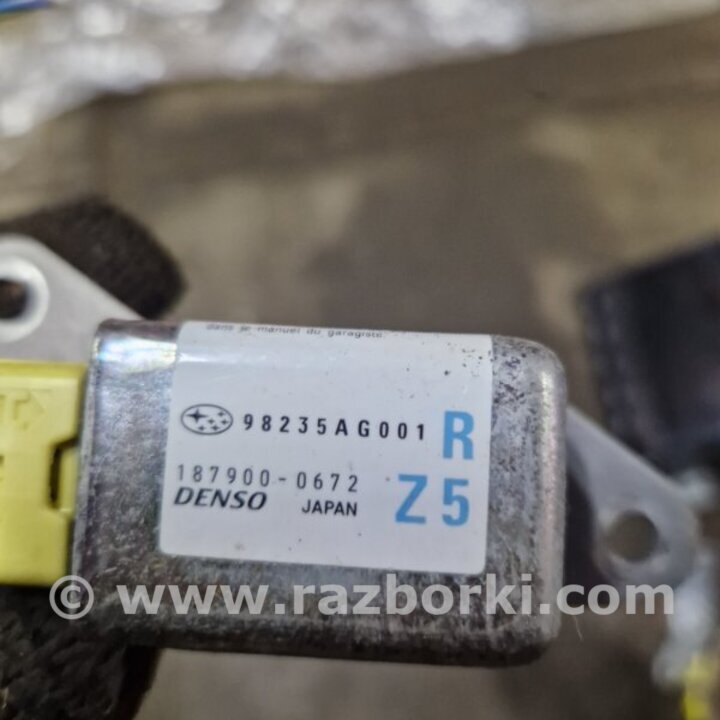 dans le manuel du garagiste.
98235AG001 R
187900-0672
DENSO JAPAN Z5
© www.razborki.com